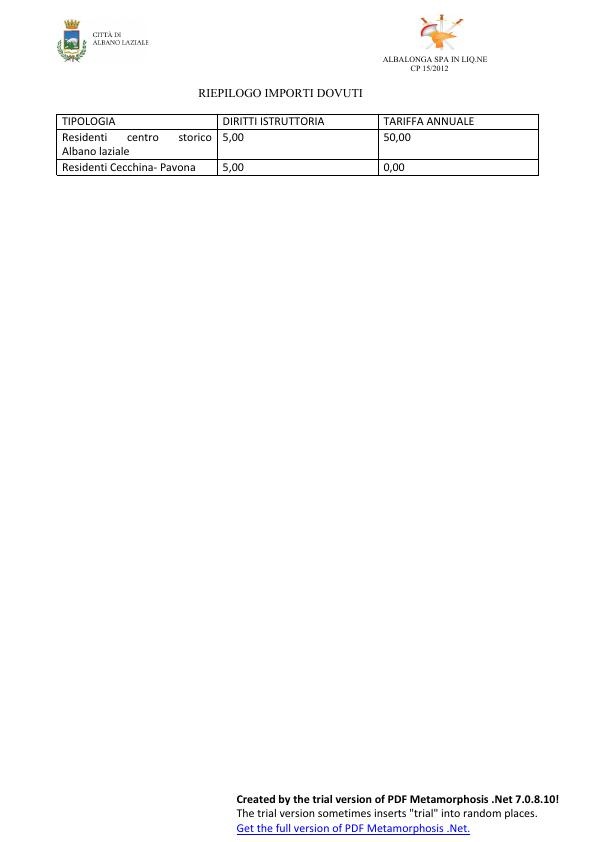 CITTÀ DI
ALBANO LAZIALE
ALBALONGA SPA IN LIQ.NE
CP 15/2012
RIEPILOGO IMPORTI DOVUTI
TIPOLOGIA DIRITTI ISTRUTTORIA TARIFFA ANNUALE
Residenti centro storico 5,00 50,00
Albano laziale
Residenti Cecchina- Pavona 5,00 0,00
Created by the trial version of PDF Metamorphosis .Net 7.0.8.10!
The trial version sometimes inserts "trial" into random places.
Get the full version of PDF Metamorphosis .Net.